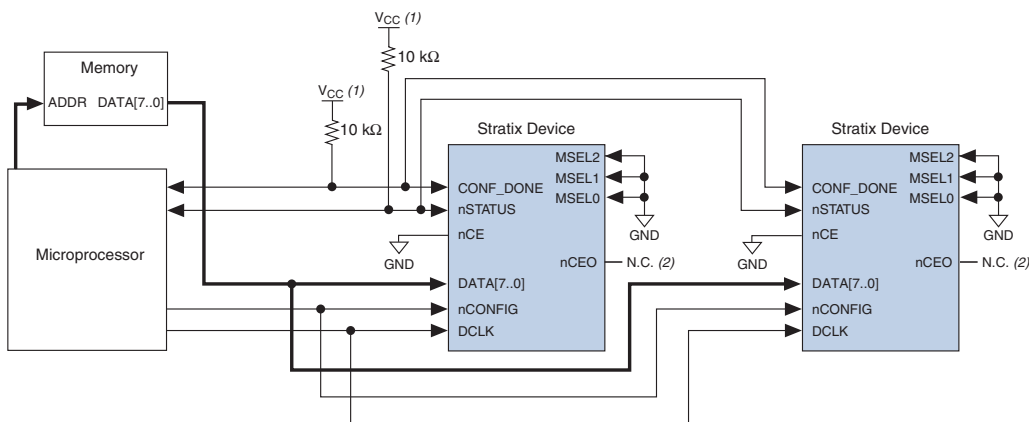 VCC (1)
10 kΩ
Memory
ADDR DATA[7..0]
VCC (1)
10 kΩ
Stratix Device
Stratix Device
MSEL2
MSEL1
MSEL0
CONF_DONE
nSTATUS
nCE
GND
GND
nCEO
N.C. (2)
DATA[7..0]
nCONFIG
DCLK
MSEL2
MSEL1
MSEL0
CONF_DONE
nSTATUS
nCE
GND
GND
nCEO
N.C. (2)
DATA[7..0]
nCONFIG
DCLK
Microprocessor